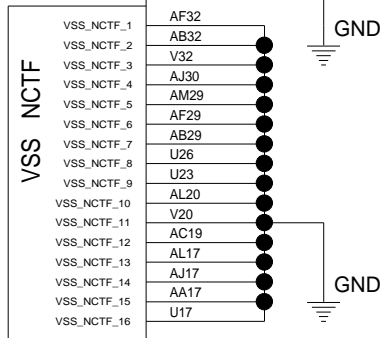 GND
VSS NCTF
VSS_NCTF_1 AF32
VSS_NCTF_2 AB32
VSS_NCTF_3 V32
VSS_NCTF_4 AJ30
VSS_NCTF_5 AM29
VSS_NCTF_6 AF29
VSS_NCTF_7 AB29
VSS_NCTF_8 U26
VSS_NCTF_9 U23
VSS_NCTF_10 AL20
VSS_NCTF_11 V20
VSS_NCTF_12 AC19
VSS_NCTF_13 AL17
VSS_NCTF_14 AJ17
VSS_NCTF_15 AA17
VSS_NCTF_16 U17
GND